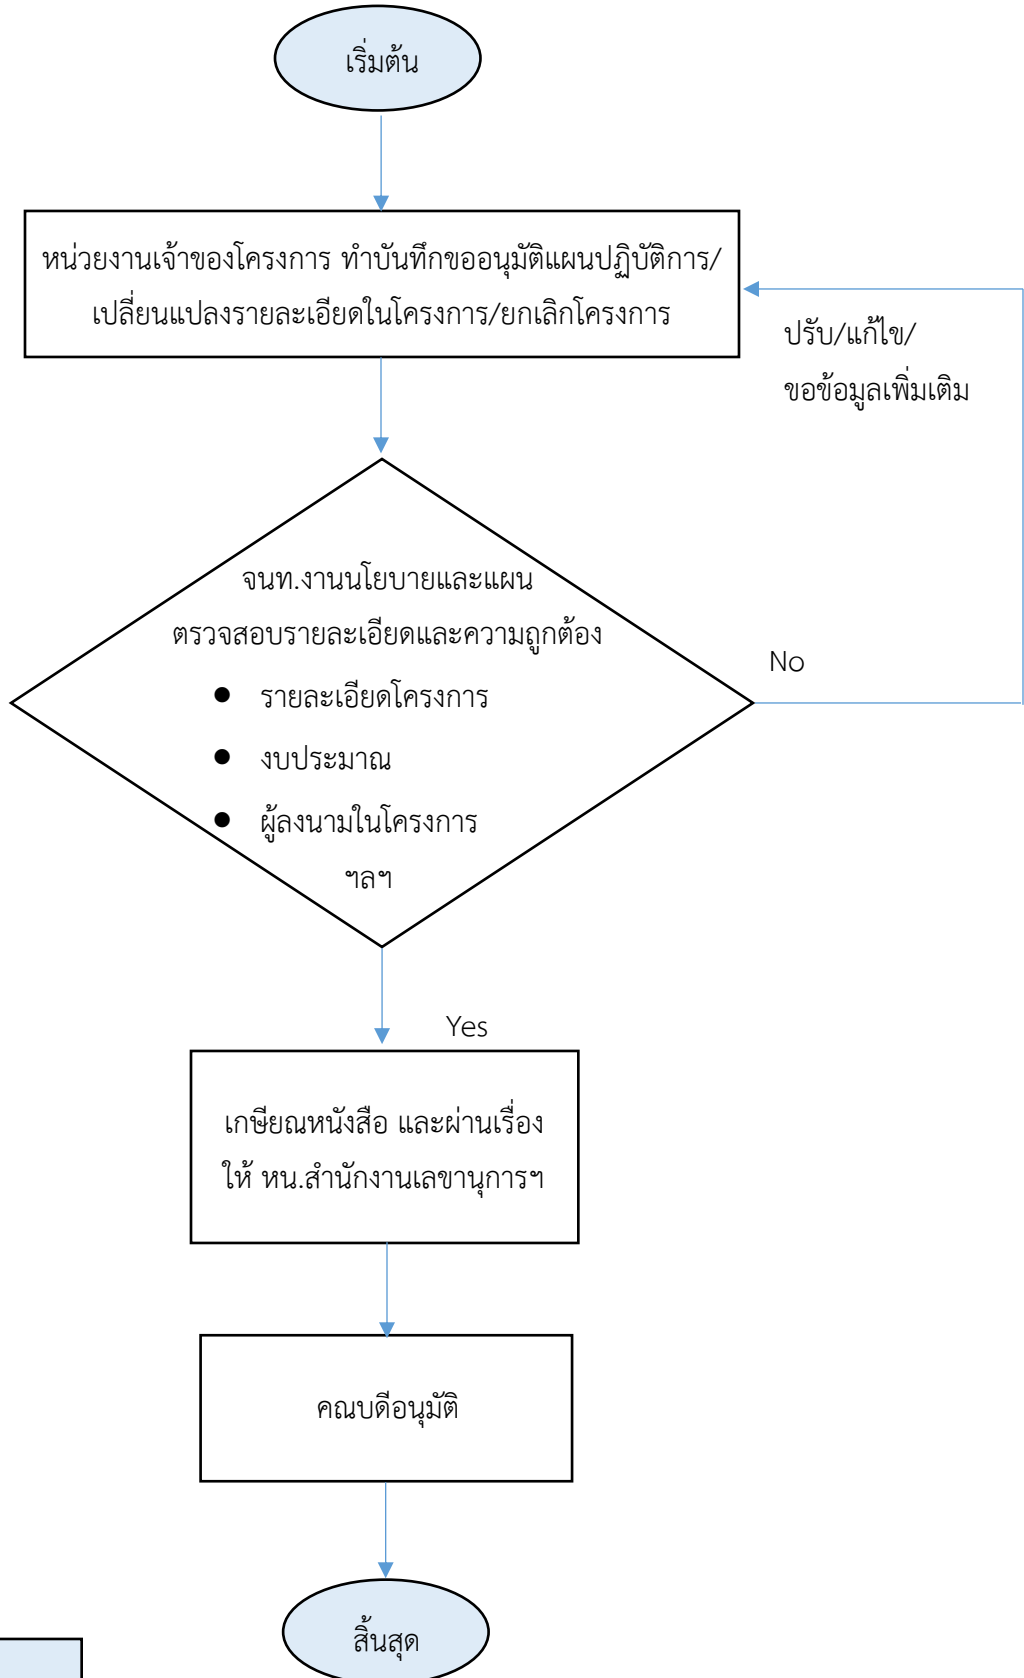 เริ่มต้น
หน่วยงานเจ้าของโครงการ ทำบันทึกขออนุมัติแผนปฏิบัติการ/
เปลี่ยนแปลงรายละเอียดในโครงการ/ยกเลิกโครงการ
ปรับ/แก้ไข/
ขอข้อมูลเพิ่มเติม
จนท.งานนโยบายและแผน
ตรวจสอบรายละเอียดและความถูกต้อง
No
● รายละเอียดโครงการ
● งบประมาณ
● ผู้ลงนามในโครงการ
ฯลฯ
Yes
เกษียณหนังสือ และผ่านเรื่อง
ให้ หน.สำนักงานเลขานุการฯ
คณบดีอนุมัติ
สิ้นสุด